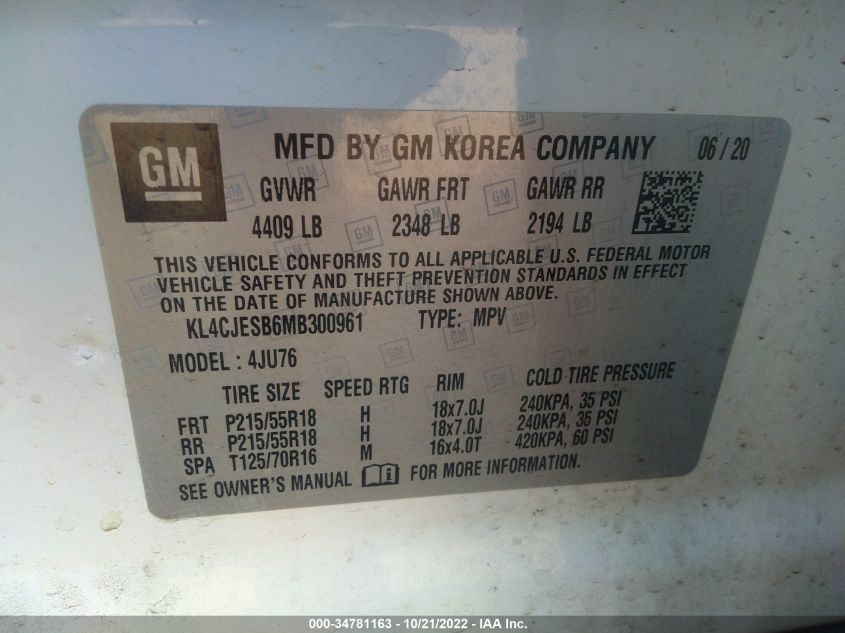 GM
MFD BY GM KOREA COMPANY 06/20
GVWR GAWR FRT GAWR RR
4409 LB 2348 LB 2194 LB
THIS VEHICLE CONFORMS TO ALL APPLICABLE U.S. FEDERAL MOTOR
VEHICLE SAFETY AND THEFT PREVENTION STANDARDS IN EFFECT
ON THE DATE OF MANUFACTURE SHOWN ABOVE.
KL4CJESB6MB300961 TYPE: MPV
MODEL : 4JU76
TIRE SIZE SPEED RTG RIM COLD TIRE PRESSURE
FRT P215/55R18 H 18x7.0J 240KPA, 35 PSI
RR P215/55R18 H 18x7.0J 240KPA, 35 PSI
SPA T125/70R16 M 16x4.0T 420KPA, 60 PSI
SEE OWNER'S MANUAL FOR MORE INFORMATION.
000-34781163 - 10/21/2022 - IAA Inc.